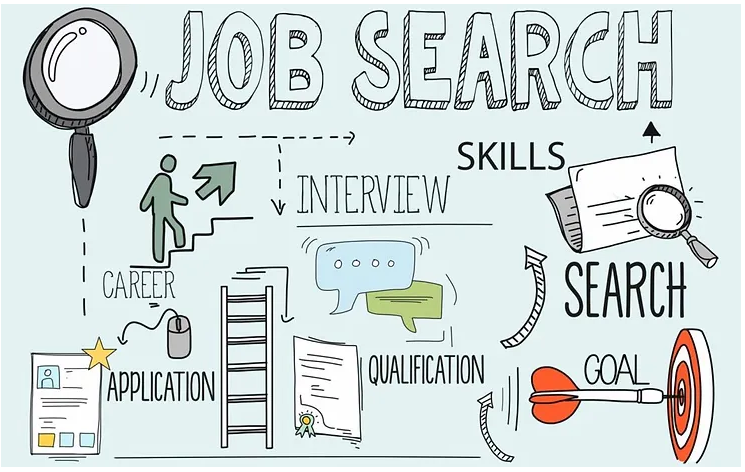 JOB SEARCH
SKILLS
INTERVIEW
CAREER
SEARCH
APPLICATION
QUALIFICATION
GOAL